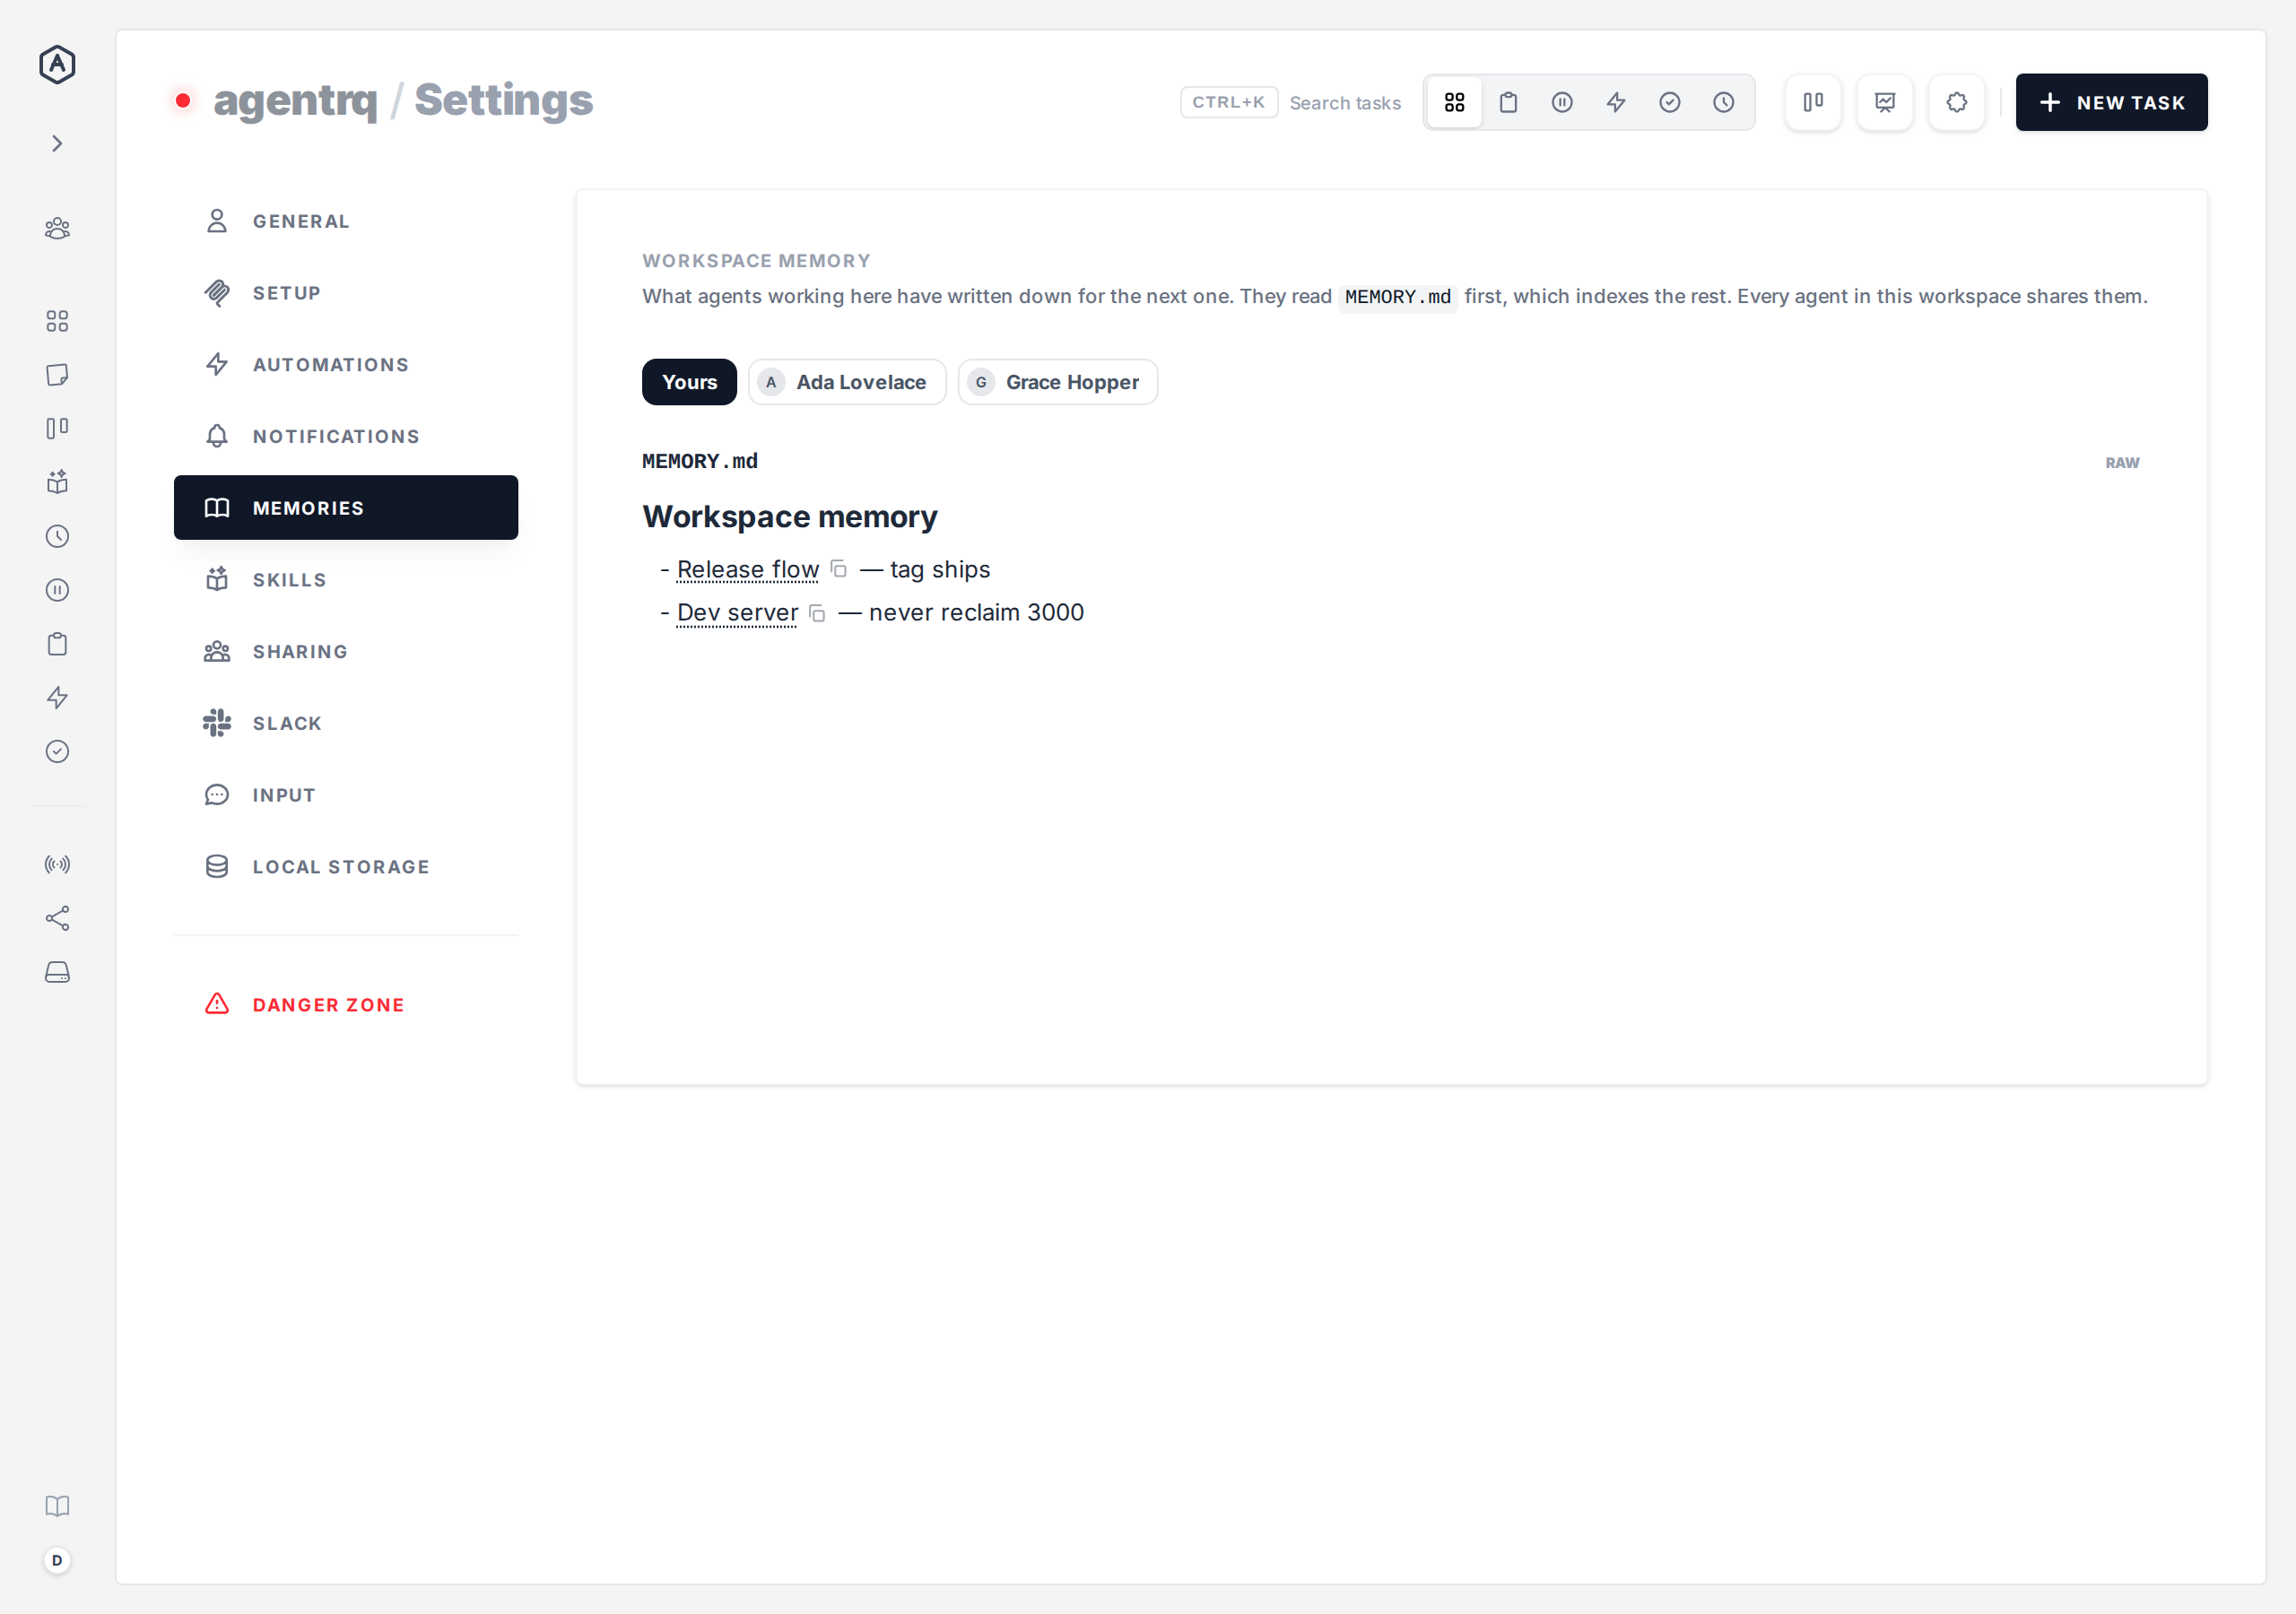 agentrq / Settings
CTRL+K Search tasks
NEW TASK
GENERAL
SETUP
AUTOMATIONS
NOTIFICATIONS
MEMORIES
SKILLS
SHARING
SLACK
INPUT
LOCAL STORAGE
DANGER ZONE
WORKSPACE MEMORY
What agents working here have written down for the next one. They read MEMORY.md first, which indexes the rest. Every agent in this workspace shares them.
Yours A Ada Lovelace G Grace Hopper
MEMORY.md RAW
Workspace memory
- Release flow — tag ships
- Dev server — never reclaim 3000
A
D